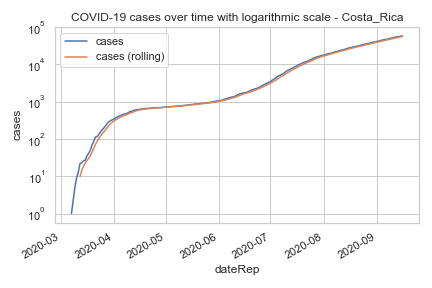 COVID-19 cases over time with logarithmic scale - Costa_Rica
cases
cases (rolling)
10^5
10^4
10^3
10^2
10^1
10^0
cases
2020-03
2020-04
2020-05
2020-06
2020-07
2020-08
2020-09
dateRep